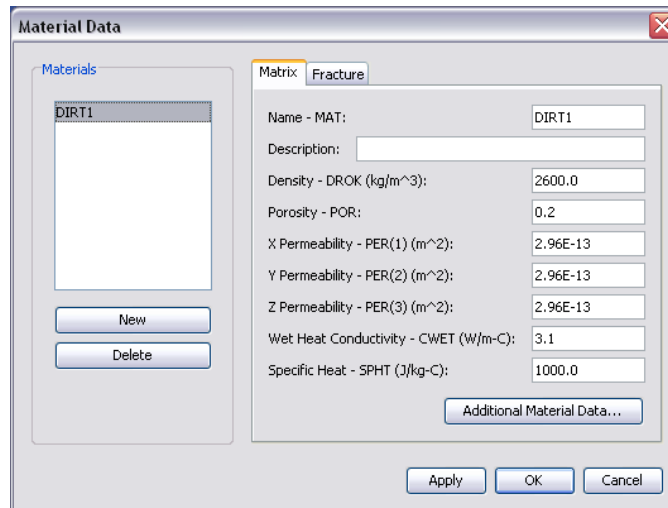 Material Data
Materials
DIRT1
New
Delete
Matrix Fracture
Name - MAT: DIRT1
Description:
Density - DROK (kg/m^3): 2600.0
Porosity - POR: 0.2
X Permeability - PER(1) (m^2): 2.96E-13
Y Permeability - PER(2) (m^2): 2.96E-13
Z Permeability - PER(3) (m^2): 2.96E-13
Wet Heat Conductivity - CWET (W/m-C): 3.1
Specific Heat - SPHT (J/kg-C): 1000.0
Additional Material Data...
Apply OK Cancel